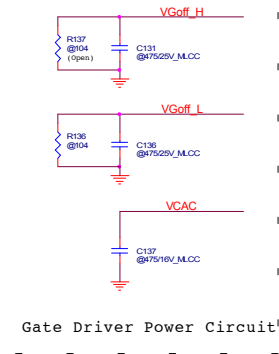 VGoff_H
R137
@104
(Open)
C131
@475/25V_MLCC
VGoff_L
R136
@104
C136
@475/25V_MLCC
VCAC
C137
@475/16V_MLCC
Gate Driver Power Circuit